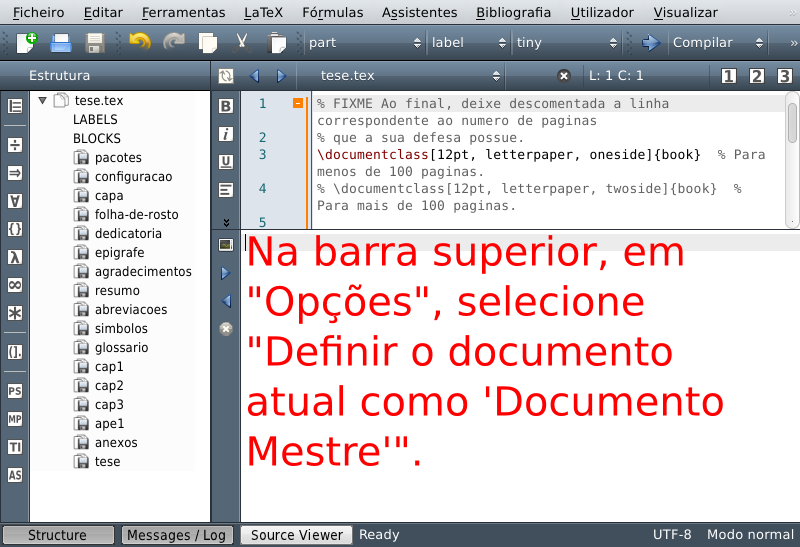 Ficheiro Editar Ferramentas LaTeX Fórmulas Assistentes Bibliografia Utilizador Visualizar »
part label tiny Compilar »
Estrutura tese.tex L: 1 C: 1 1 2 3
tese.tex
LABELS
BLOCKS
pacotes
configuracao
capa
folha-de-rosto
dedicatoria
epigrafe
agradecimentos
resumo
abreviacoes
simbolos
glossario
cap1
cap2
cap3
ape1
anexos
tese
÷
⇒
∀
{}
λ
∞
∗
(].
PS
MP
TI
AS
B
i
U
1 % FIXME Ao final, deixe descomentada a linha
correspondente ao numero de paginas
2 % que a sua defesa possue.
3 \documentclass[12pt, letterpaper, oneside]{book} % Para
menos de 100 paginas.
4 % \documentclass[12pt, letterpaper, twoside]{book} %
Para mais de 100 paginas.
5
Na barra superior, em
"Opções", selecione
"Definir o documento
atual como 'Documento
Mestre'".
Structure Messages / Log Source Viewer Ready UTF-8 Modo normal